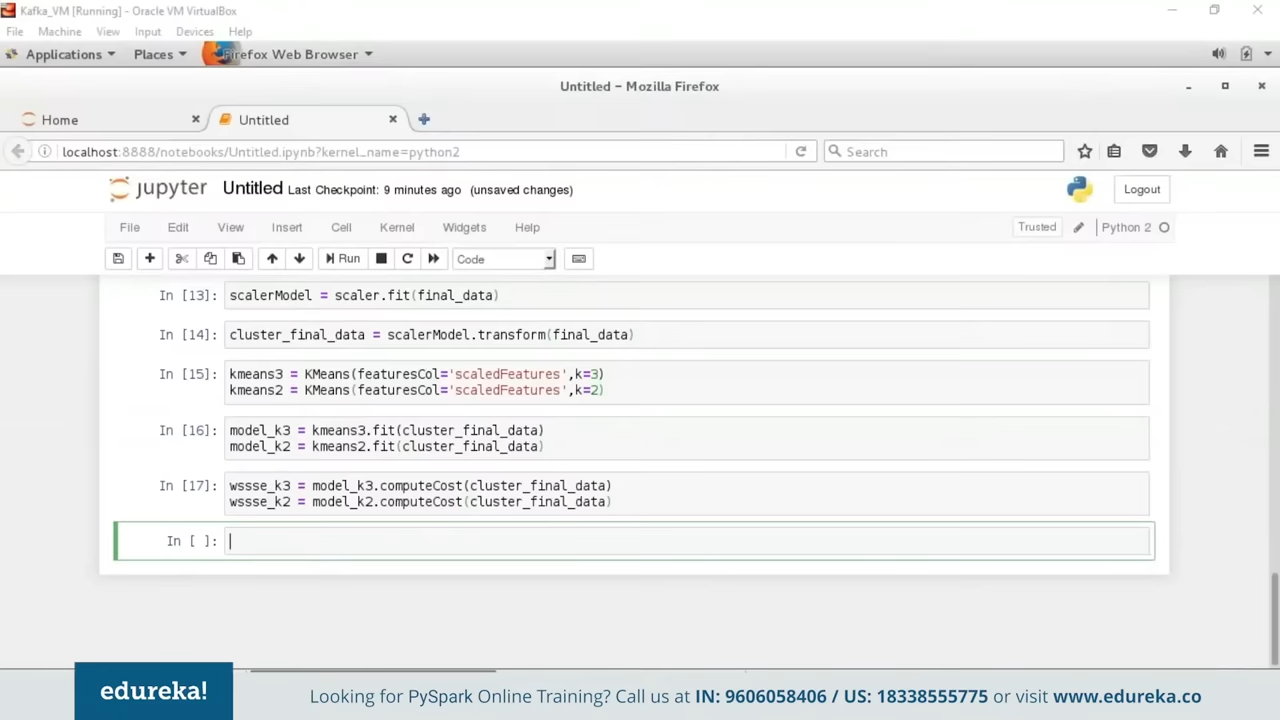 Kafka_VM [Running] - Oracle VM VirtualBox
File Machine View Input Devices Help
Applications Places Firefox Web Browser
Untitled - Mozilla Firefox
Home Untitled
localhost:8888/notebooks/Untitled.ipynb?kernel_name=python2 Search
jupyter Untitled Last Checkpoint: 9 minutes ago (unsaved changes) Logout
File Edit View Insert Cell Kernel Widgets Help Trusted Python 2
Run Code
In [13]: scalerModel = scaler.fit(final_data)
In [14]: cluster_final_data = scalerModel.transform(final_data)
In [15]: kmeans3 = KMeans(featuresCol='scaledFeatures',k=3)
kmeans2 = KMeans(featuresCol='scaledFeatures',k=2)
In [16]: model_k3 = kmeans3.fit(cluster_final_data)
model_k2 = kmeans2.fit(cluster_final_data)
In [17]: wssse_k3 = model_k3.computeCost(cluster_final_data)
wssse_k2 = model_k2.computeCost(cluster_final_data)
In [ ]:
edureka! Looking for PySpark Online Training? Call us at IN: 9606058406 / US: 18338555775 or visit www.edureka.co